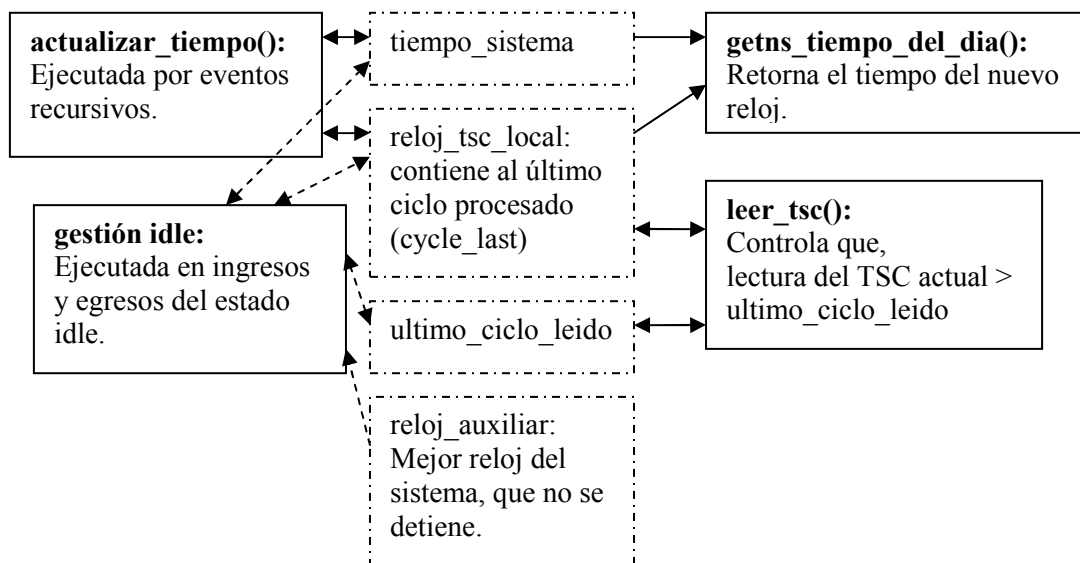 actualizar_tiempo():
Ejecutada por eventos
recursivos.
tiempo_sistema
getns_tiempo_del_dia():
Retorna el tiempo del nuevo
reloj.
reloj_tsc_local:
contiene al último
ciclo procesado
(cycle_last)
gestión idle:
Ejecutada en ingresos
y egresos del estado
idle.
leer_tsc():
Controla que,
lectura del TSC actual >
ultimo_ciclo_leido
ultimo_ciclo_leido
reloj_auxiliar:
Mejor reloj del
sistema, que no se
detiene.